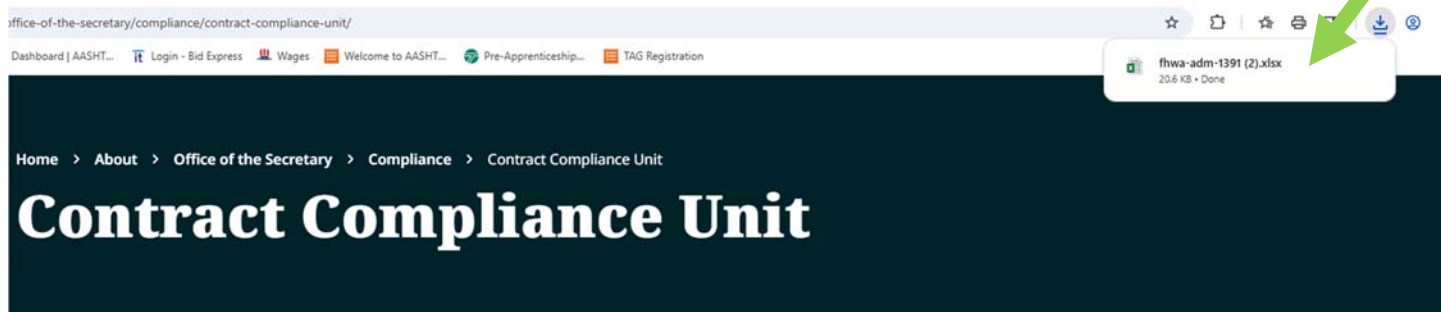 office-of-the-secretary/compliance/contract-compliance-unit/
Dashboard | AASHT... Login - Bid Express Wages Welcome to AASHT... Pre-Apprenticeship... TAG Registration
fhwa-adm-1391 (2).xlsx
20.6 KB • Done
Home > About > Office of the Secretary > Compliance > Contract Compliance Unit
Contract Compliance Unit